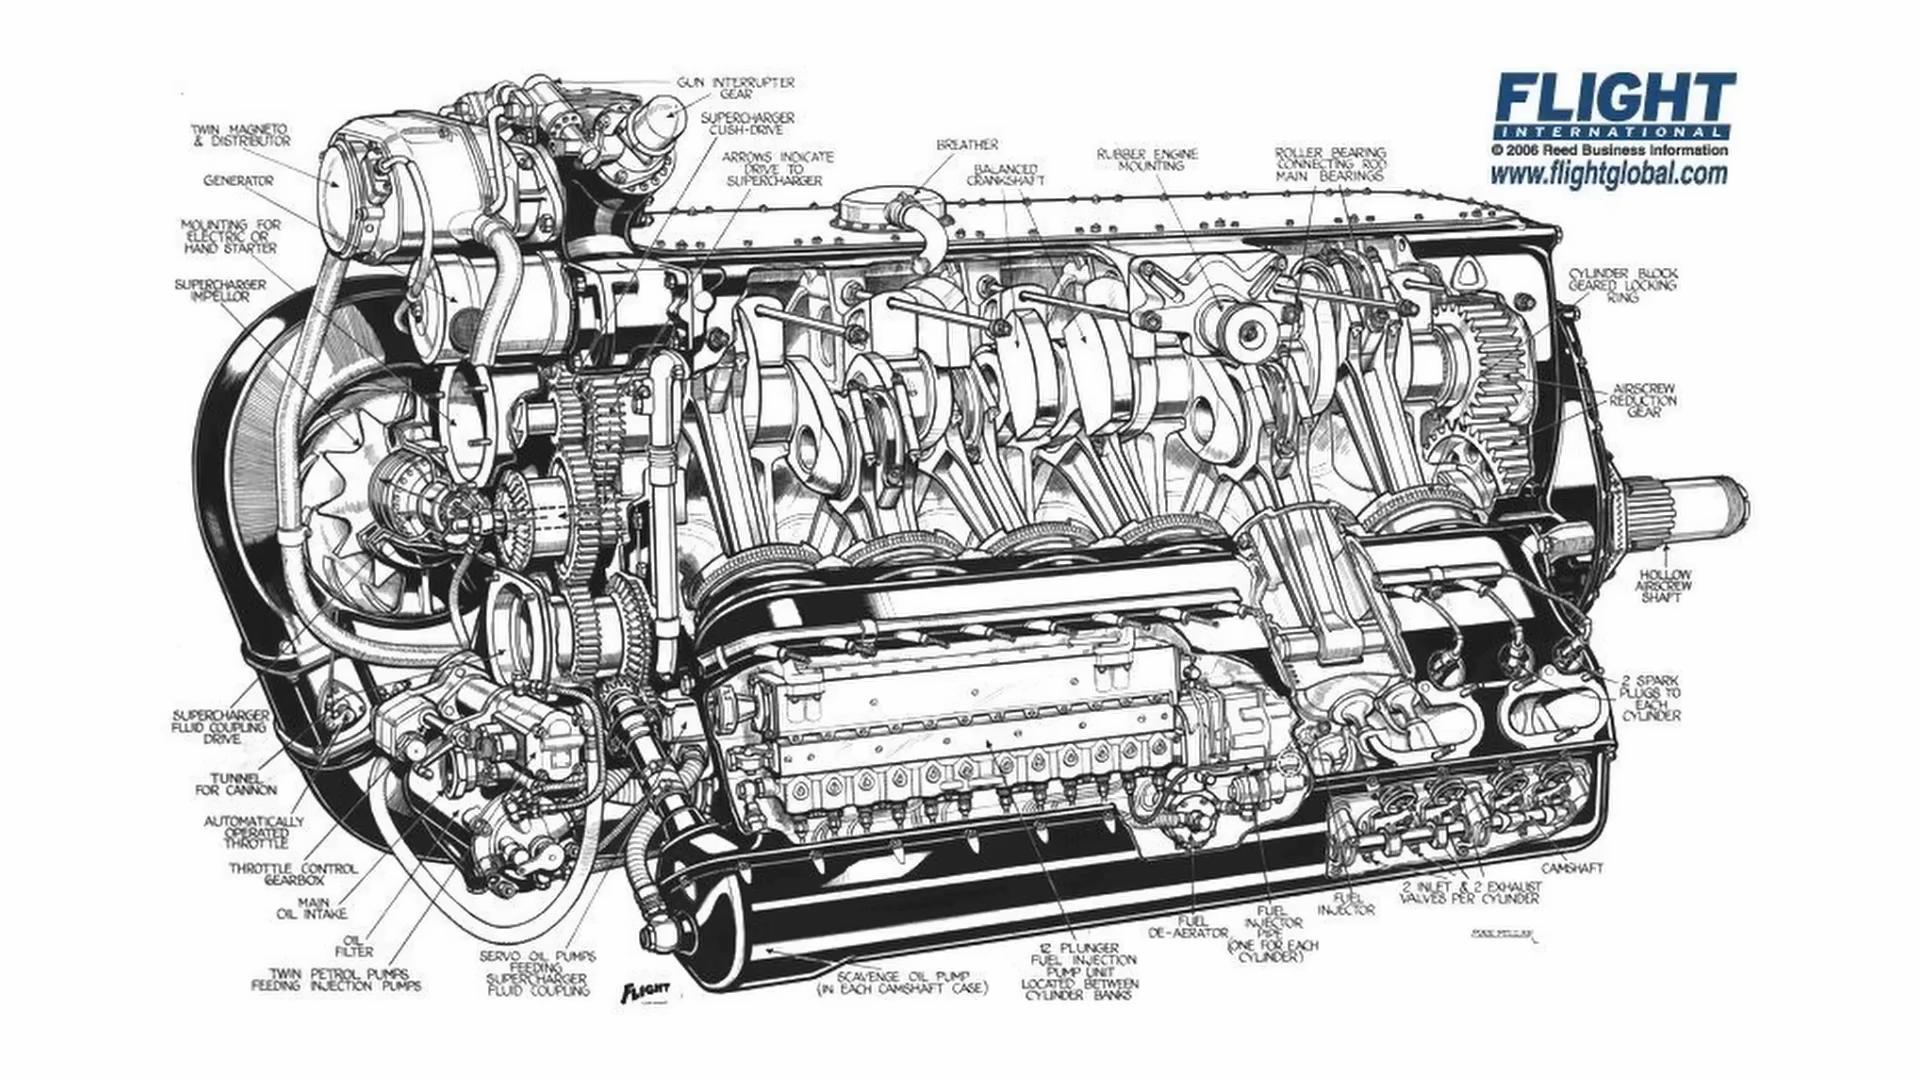 FLIGHT
INTERNATIONAL
© 2006 Reed Business Information
www.flightglobal.com
GUN INTERRUPTER
GEAR
SUPERCHARGER
CUSH-DRIVE
ARROWS INDICATE
DRIVE TO
SUPERCHARGER
BREATHER
BALANCED
CRANKSHAFT
RUBBER ENGINE
MOUNTING
ROLLER BEARING
CONNECTING ROD
MAIN BEARINGS
TWIN MAGNETO
& DISTRIBUTOR
GENERATOR
MOUNTING FOR
ELECTRIC OR
HAND STARTER
SUPERCHARGER
IMPELLOR
CYLINDER BLOCK
GEARED LOCKING
RING
AIRSCREW
REDUCTION
GEAR
HOLLOW
AIRSCREW
SHAFT
2 SPARK
PLUGS TO
EACH
CYLINDER
SUPERCHARGER
FLUID COUPLING
DRIVE
TUNNEL
FOR CANNON
AUTOMATICALLY
OPERATED
THROTTLE
THROTTLE CONTROL
GEARBOX
MAIN
OIL INTAKE
OIL
FILTER
TWIN PETROL PUMPS
FEEDING INJECTION PUMPS
SERVO OIL PUMPS
FEEDING
SUPERCHARGER
FLUID COUPLING
FLIGHT
SCAVENGE OIL PUMP
(IN EACH CAMSHAFT CASE)
12 PLUNGER
FUEL INJECTION
PUMP UNIT
LOCATED BETWEEN
CYLINDER BANKS
FUEL
DE-AERATOR
FUEL
INJECTOR
PIPE
(ONE FOR EACH
CYLINDER)
FUEL
INJECTOR
2 INLET & 2 EXHAUST
VALVES PER CYLINDER
CAMSHAFT